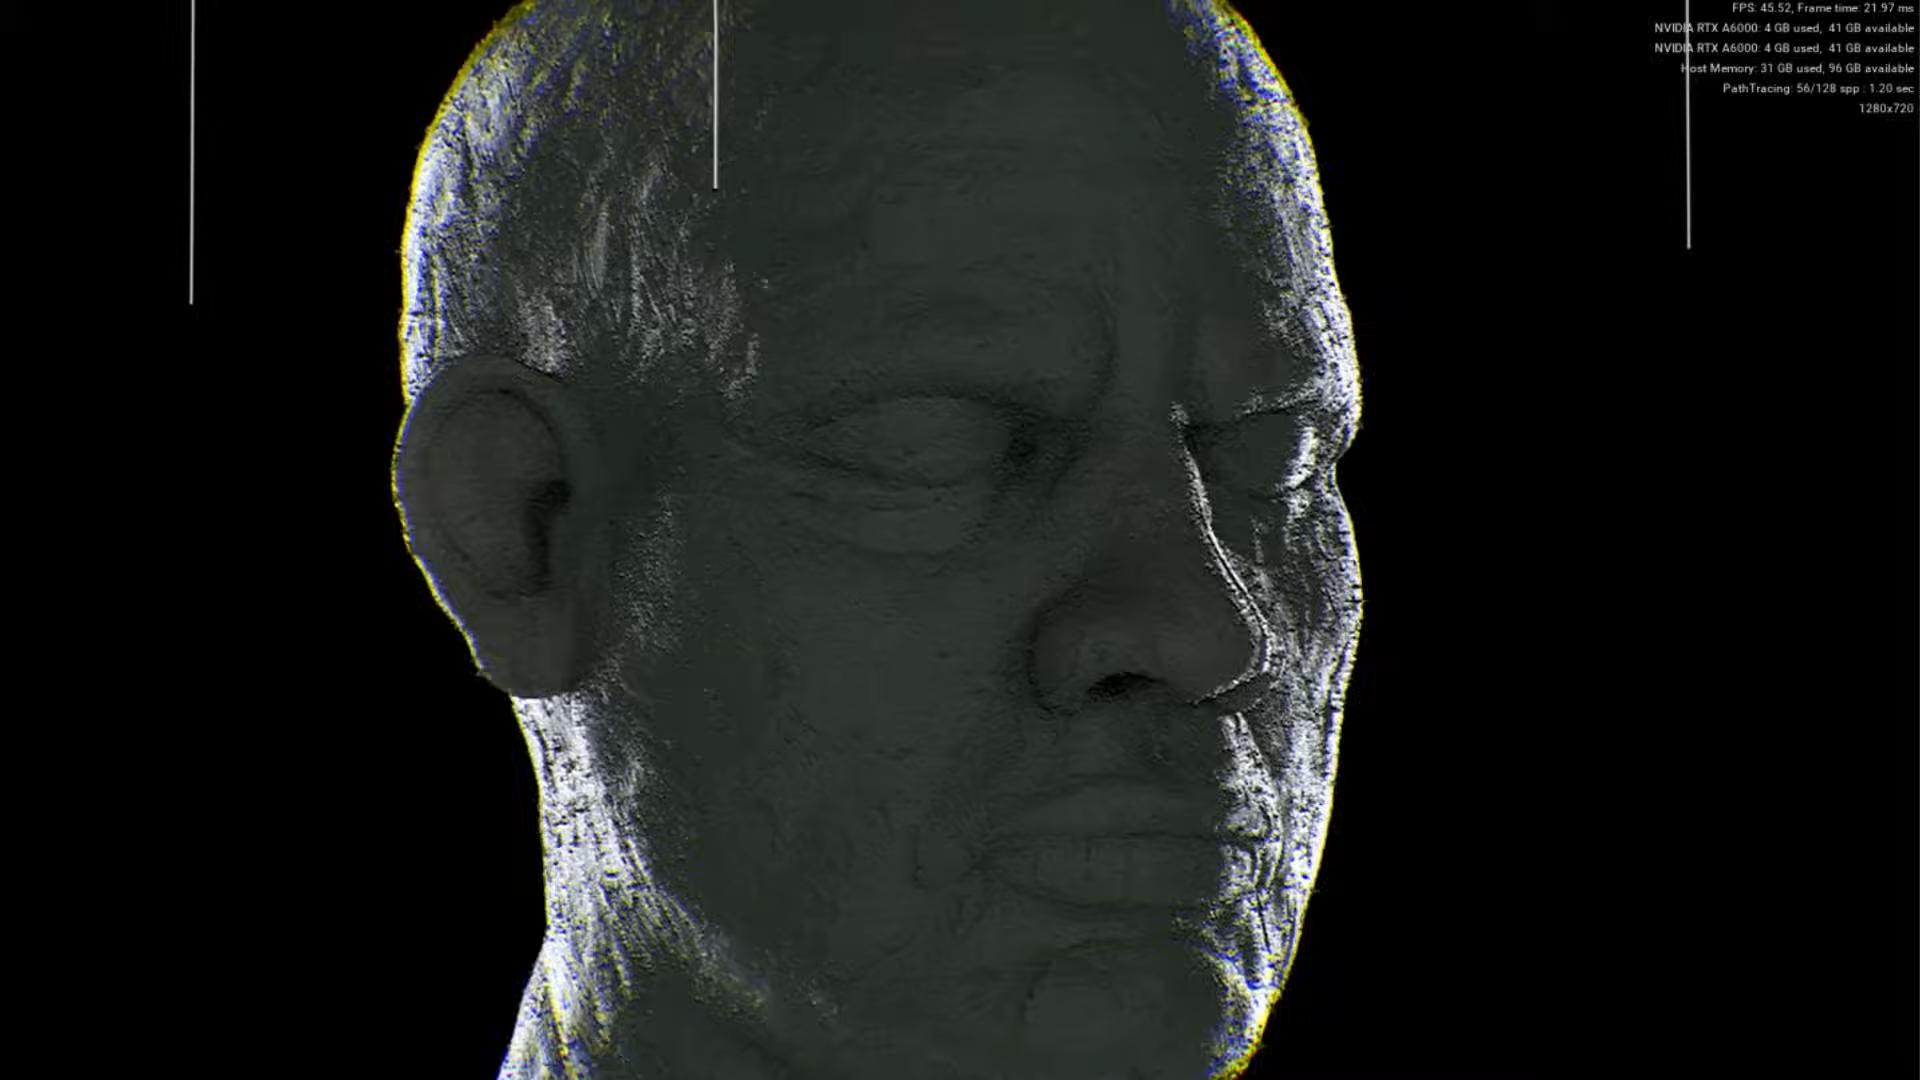 FPS: 45.52, Frame time: 21.97 ms
NVIDIA RTX A6000: 4 GB used, 41 GB available
NVIDIA RTX A6000: 4 GB used, 41 GB available
Host Memory: 31 GB used, 96 GB available
PathTracing: 56/128 spp : 1.20 sec
1280x720